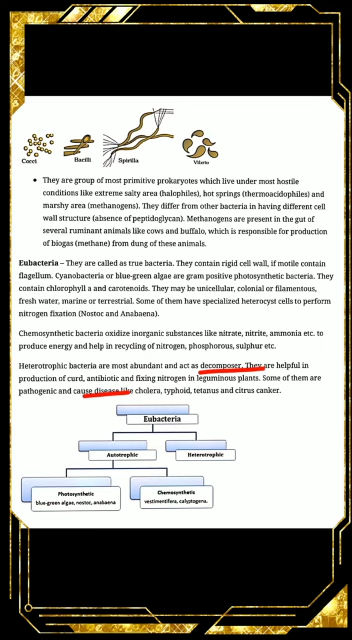 Cocci Bacilli Spirilla Vibrio
• They are group of most primitive prokaryotes which live under most hostile
conditions like extreme salty area (halophiles), hot springs (thermoacidophiles) and
marshy area (methanogens). They differ from other bacteria in having different cell
wall structure (absence of peptidoglycan). Methanogens are present in the gut of
several ruminant animals like cows and buffalo, which is responsible for production
of biogas (methane) from dung of these animals.
Eubacteria – They are called as true bacteria. They contain rigid cell wall, if motile contain
flagellum. Cyanobacteria or blue-green algae are gram positive photosynthetic bacteria. They
contain chlorophyll a and carotenoids. They may be unicellular, colonial or filamentous,
fresh water, marine or terrestrial. Some of them have specialized heterocyst cells to perform
nitrogen fixation (Nostoc and Anabaena).
Chemosynthetic bacteria oxidize inorganic substances like nitrate, nitrite, ammonia etc. to
produce energy and help in recycling of nitrogen, phosphorous, sulphur etc.
Heterotrophic bacteria are most abundant and act as decomposer. They are helpful in
production of curd, antibiotic and fixing nitrogen in leguminous plants. Some of them are
pathogenic and cause disease like cholera, typhoid, tetanus and citrus canker.
Eubacteria
Autotrophic Heterotrophic
Photosynthetic Chemosynthetic
blue-green algae, nostoc, anabaena vestimentifera, calyptogena.